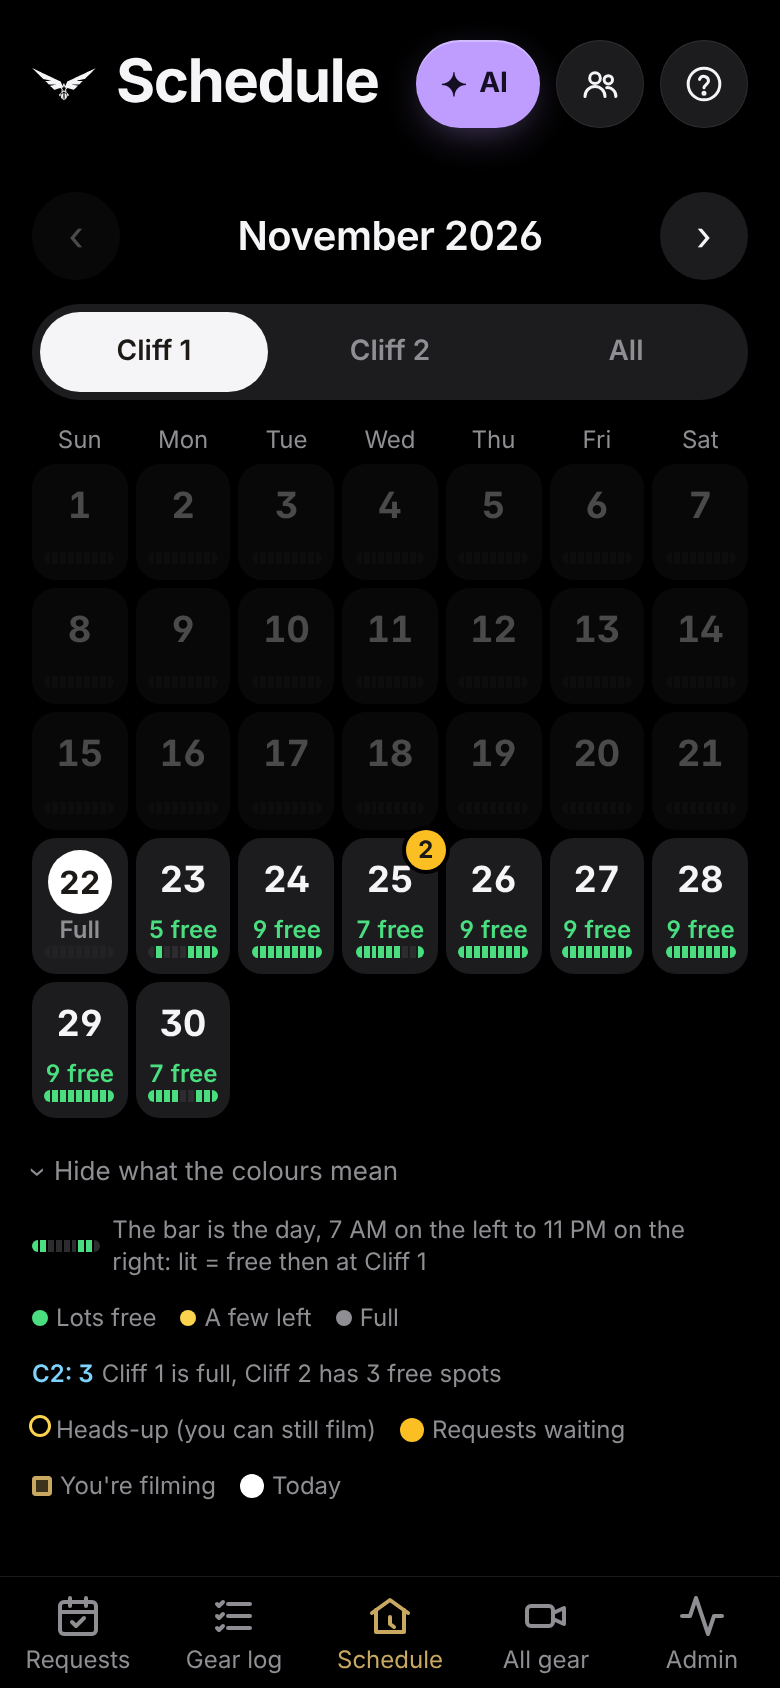 Schedule
AI
‹ November 2026 ›
Cliff 1 Cliff 2 All
Sun Mon Tue Wed Thu Fri Sat
1 2 3 4 5 6 7
8 9 10 11 12 13 14
15 16 17 18 19 20 21
2
22 23 24 25 26 27 28
Full 5 free 9 free 7 free 9 free 9 free 9 free
29 30
9 free 7 free
Hide what the colours mean
The bar is the day, 7 AM on the left to 11 PM on the
right: lit = free then at Cliff 1
Lots free A few left Full
C2: 3 Cliff 1 is full, Cliff 2 has 3 free spots
Heads-up (you can still film) Requests waiting
You're filming Today
Requests Gear log Schedule All gear Admin